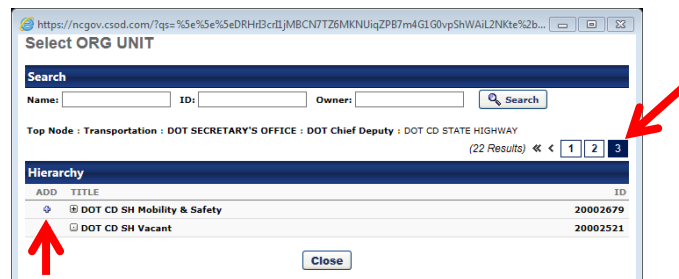 https://ncgov.csod.com/?qs=%5e%5e%5eDRHrI3crI1jMBCN7TZ6MKNUiqZPB7m4G1G0vpShWAiL2NKte%2b...
Select ORG UNIT
Search
Name: ID: Owner: Search
Top Node : Transportation : DOT SECRETARY'S OFFICE : DOT Chief Deputy : DOT CD STATE HIGHWAY
(22 Results) « < 1 2 3
Hierarchy
ADD TITLE ID
DOT CD SH Mobility & Safety 20002679
DOT CD SH Vacant 20002521
Close